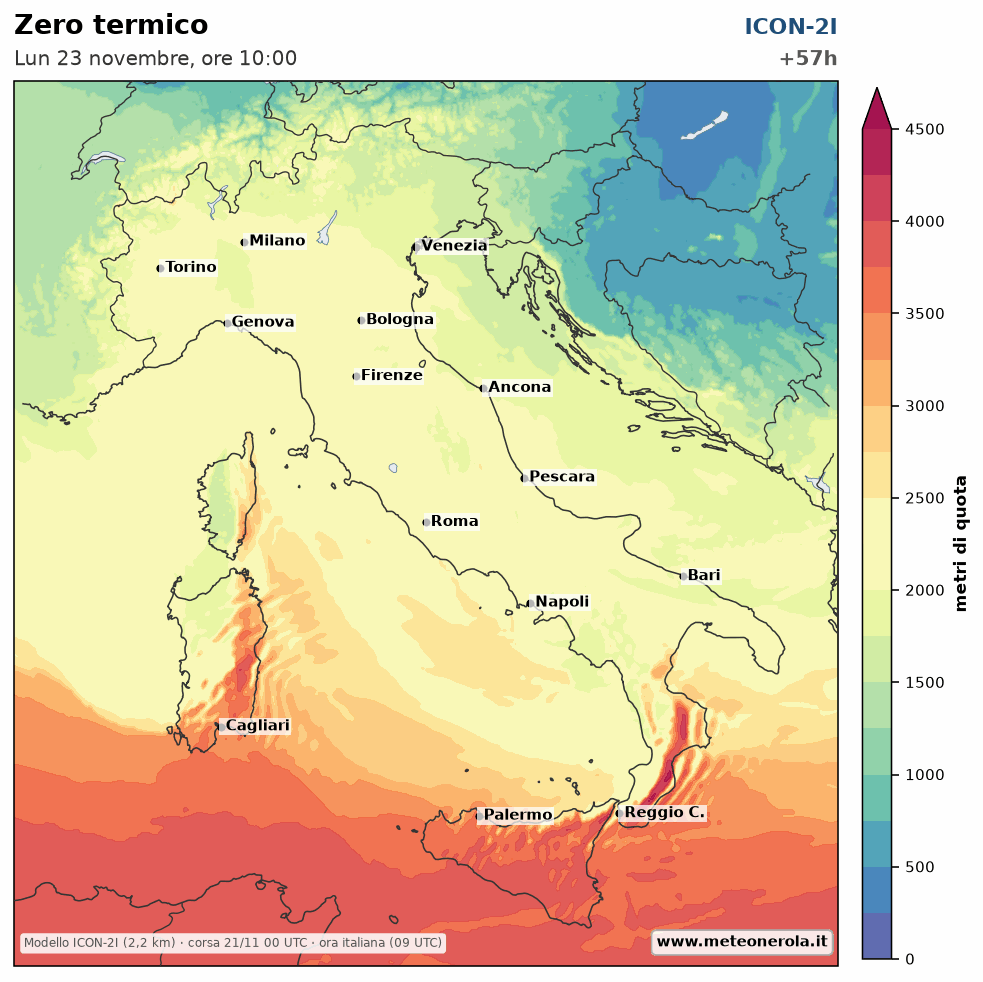 Zero termico
ICON-2I
Lun 23 novembre, ore 10:00
+57h
Milano
Venezia
Torino
Genova
Bologna
Firenze
Ancona
Pescara
Roma
Bari
Napoli
Cagliari
Palermo
Reggio C.
4500
4000
3500
3000
2500
2000
1500
1000
500
0
metri di quota
Modello ICON-2I (2,2 km) · corsa 21/11 00 UTC · ora italiana (09 UTC)
www.meteonerola.it